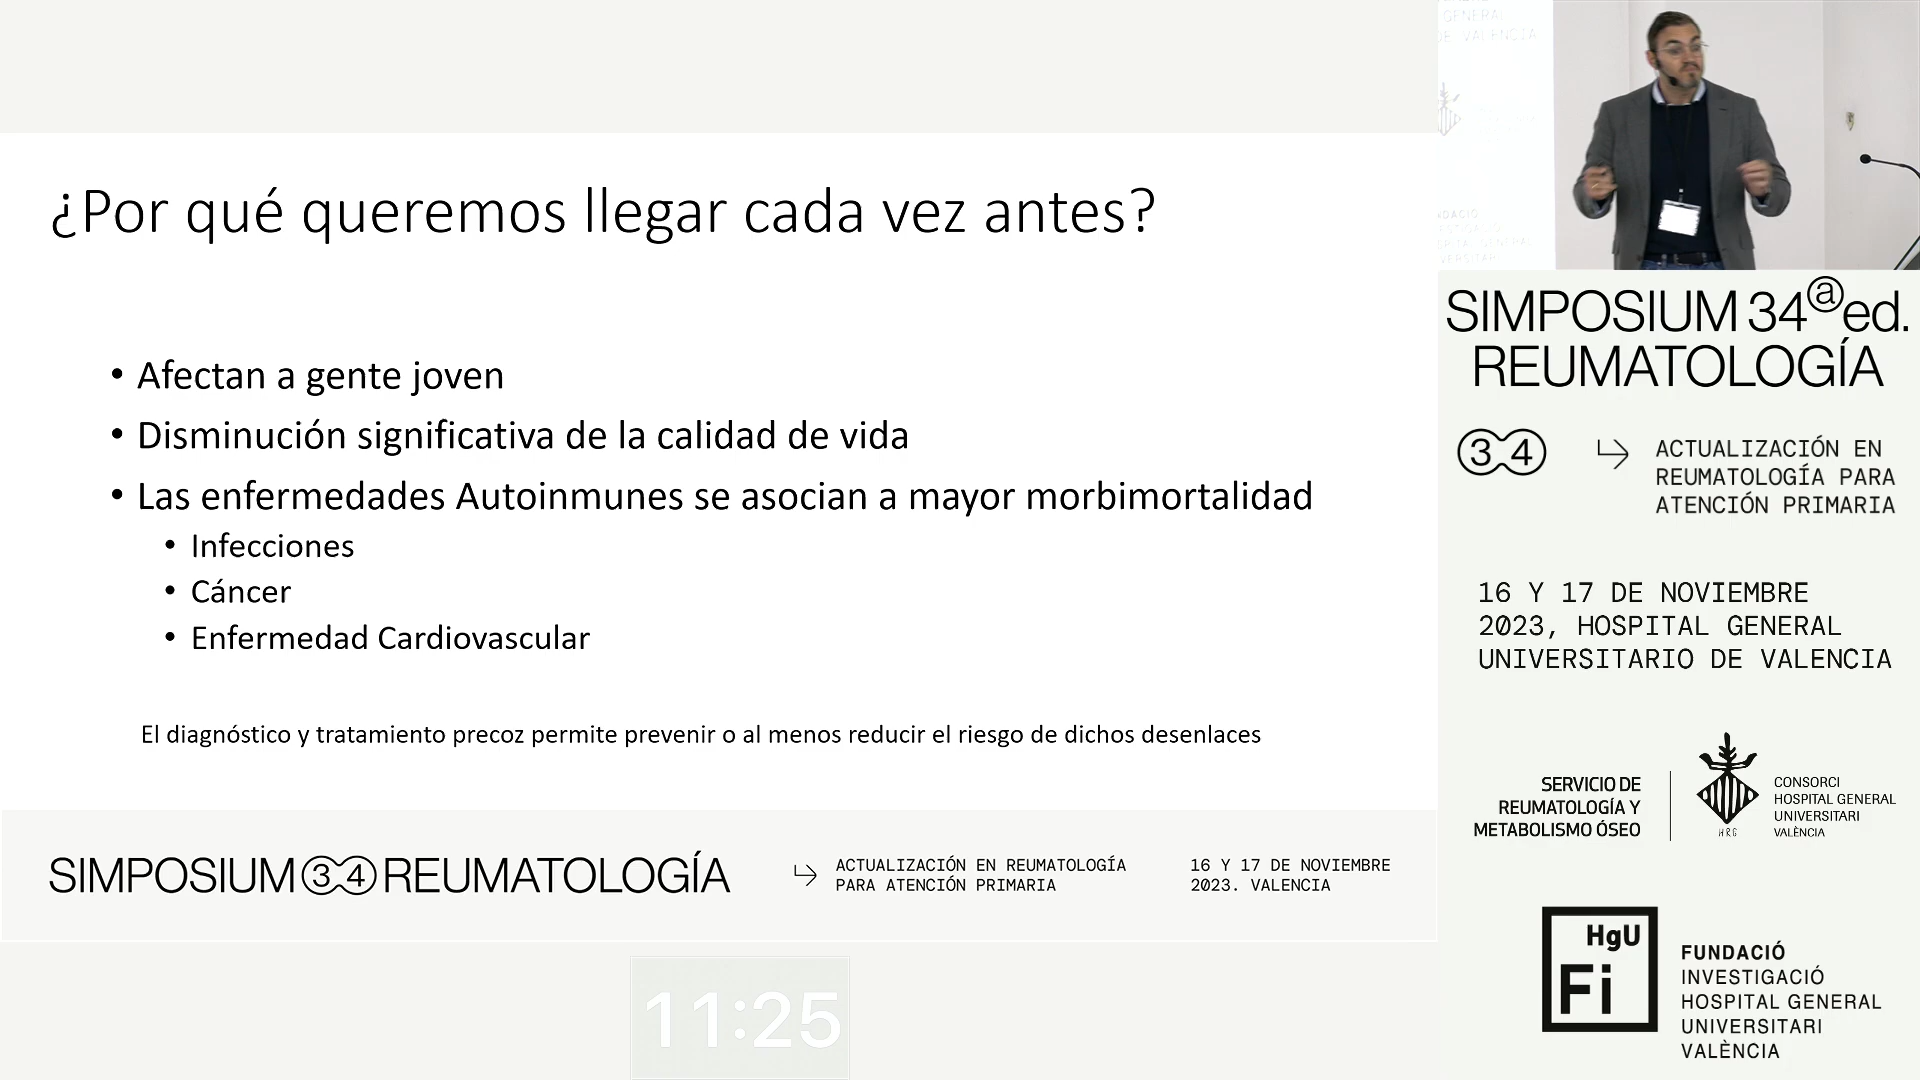 ¿Por qué queremos llegar cada vez antes?
• Afectan a gente joven
• Disminución significativa de la calidad de vida
• Las enfermedades Autoinmunes se asocian a mayor morbimortalidad
• Infecciones
• Cáncer
• Enfermedad Cardiovascular
El diagnóstico y tratamiento precoz permite prevenir o al menos reducir el riesgo de dichos desenlaces
SIMPOSIUM 34 REUMATOLOGÍA
ACTUALIZACIÓN EN REUMATOLOGÍA
PARA ATENCIÓN PRIMARIA
16 Y 17 DE NOVIEMBRE
2023. VALENCIA
11:25
SIMPOSIUM 34ª ed.
REUMATOLOGÍA
34
ACTUALIZACIÓN EN
REUMATOLOGÍA PARA
ATENCIÓN PRIMARIA
16 Y 17 DE NOVIEMBRE
2023, HOSPITAL GENERAL
UNIVERSITARIO DE VALENCIA
SERVICIO DE
REUMATOLOGÍA Y
METABOLISMO ÓSEO
HRG
CONSORCI
HOSPITAL GENERAL
UNIVERSITARI
VALÈNCIA
HgU
Fi
FUNDACIÓ
INVESTIGACIÓ
HOSPITAL GENERAL
UNIVERSITARI
VALÈNCIA